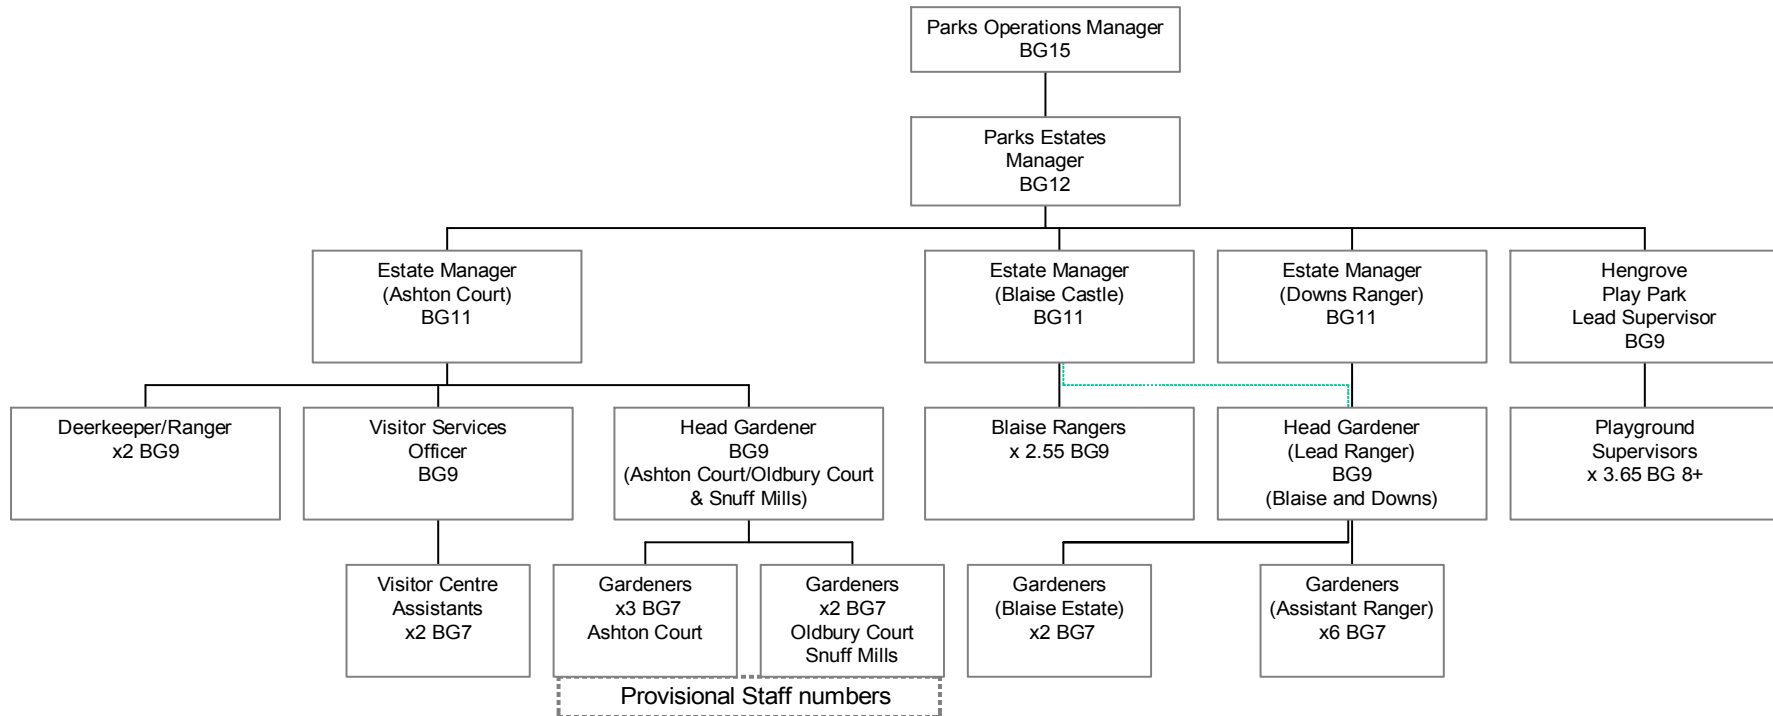 Parks Operations Manager
BG15
Parks Estates
Manager
BG12
Estate Manager
(Ashton Court)
BG11
Estate Manager
(Blaise Castle)
BG11
Estate Manager
(Downs Ranger)
BG11
Hengrove
Play Park
Lead Supervisor
BG9
Deerkeeper/Ranger
x2 BG9
Visitor Services
Officer
BG9
Head Gardener
BG9
(Ashton Court/Oldbury Court
& Snuff Mills)
Blaise Rangers
x 2.55 BG9
Head Gardener
(Lead Ranger)
BG9
(Blaise and Downs)
Playground
Supervisors
x 3.65 BG 8+
Visitor Centre
Assistants
x2 BG7
Gardeners
x3 BG7
Ashton Court
Gardeners
x2 BG7
Oldbury Court
Snuff Mills
Gardeners
(Blaise Estate)
x2 BG7
Gardeners
(Assistant Ranger)
x6 BG7
Provisional Staff numbers